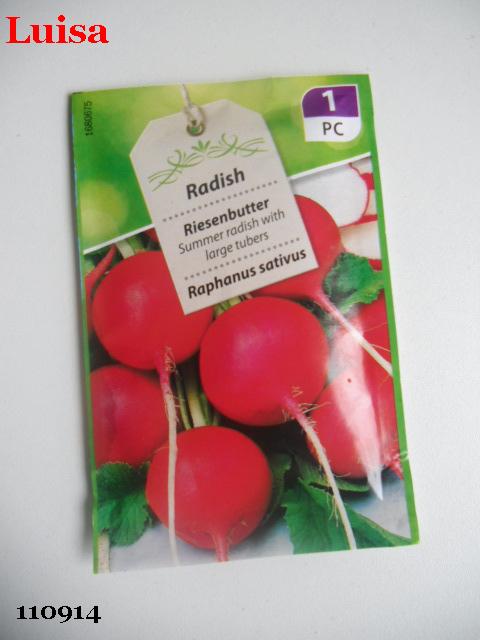 Luisa
1680675
1
PC
Radish
Riesenbutter
Summer radish with
large tubers
Raphanus sativus
110914